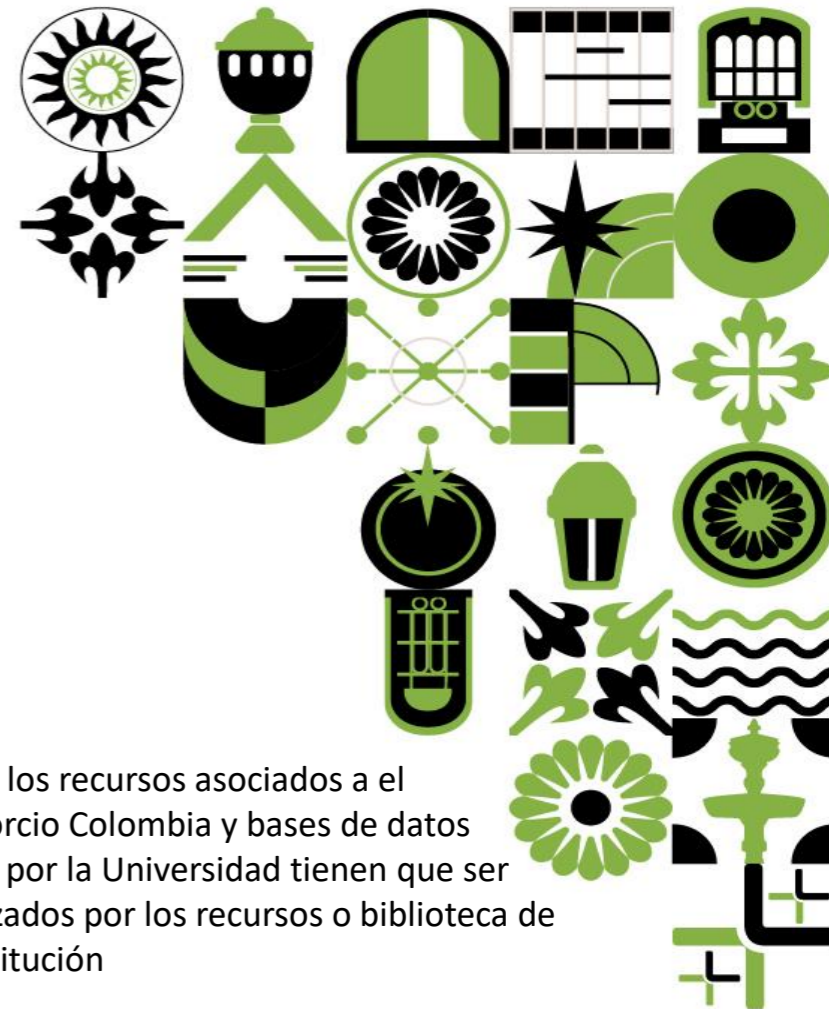 los recursos asociados a el
orcio Colombia y bases de datos
por la Universidad tienen que ser
zados por los recursos o biblioteca de
titución